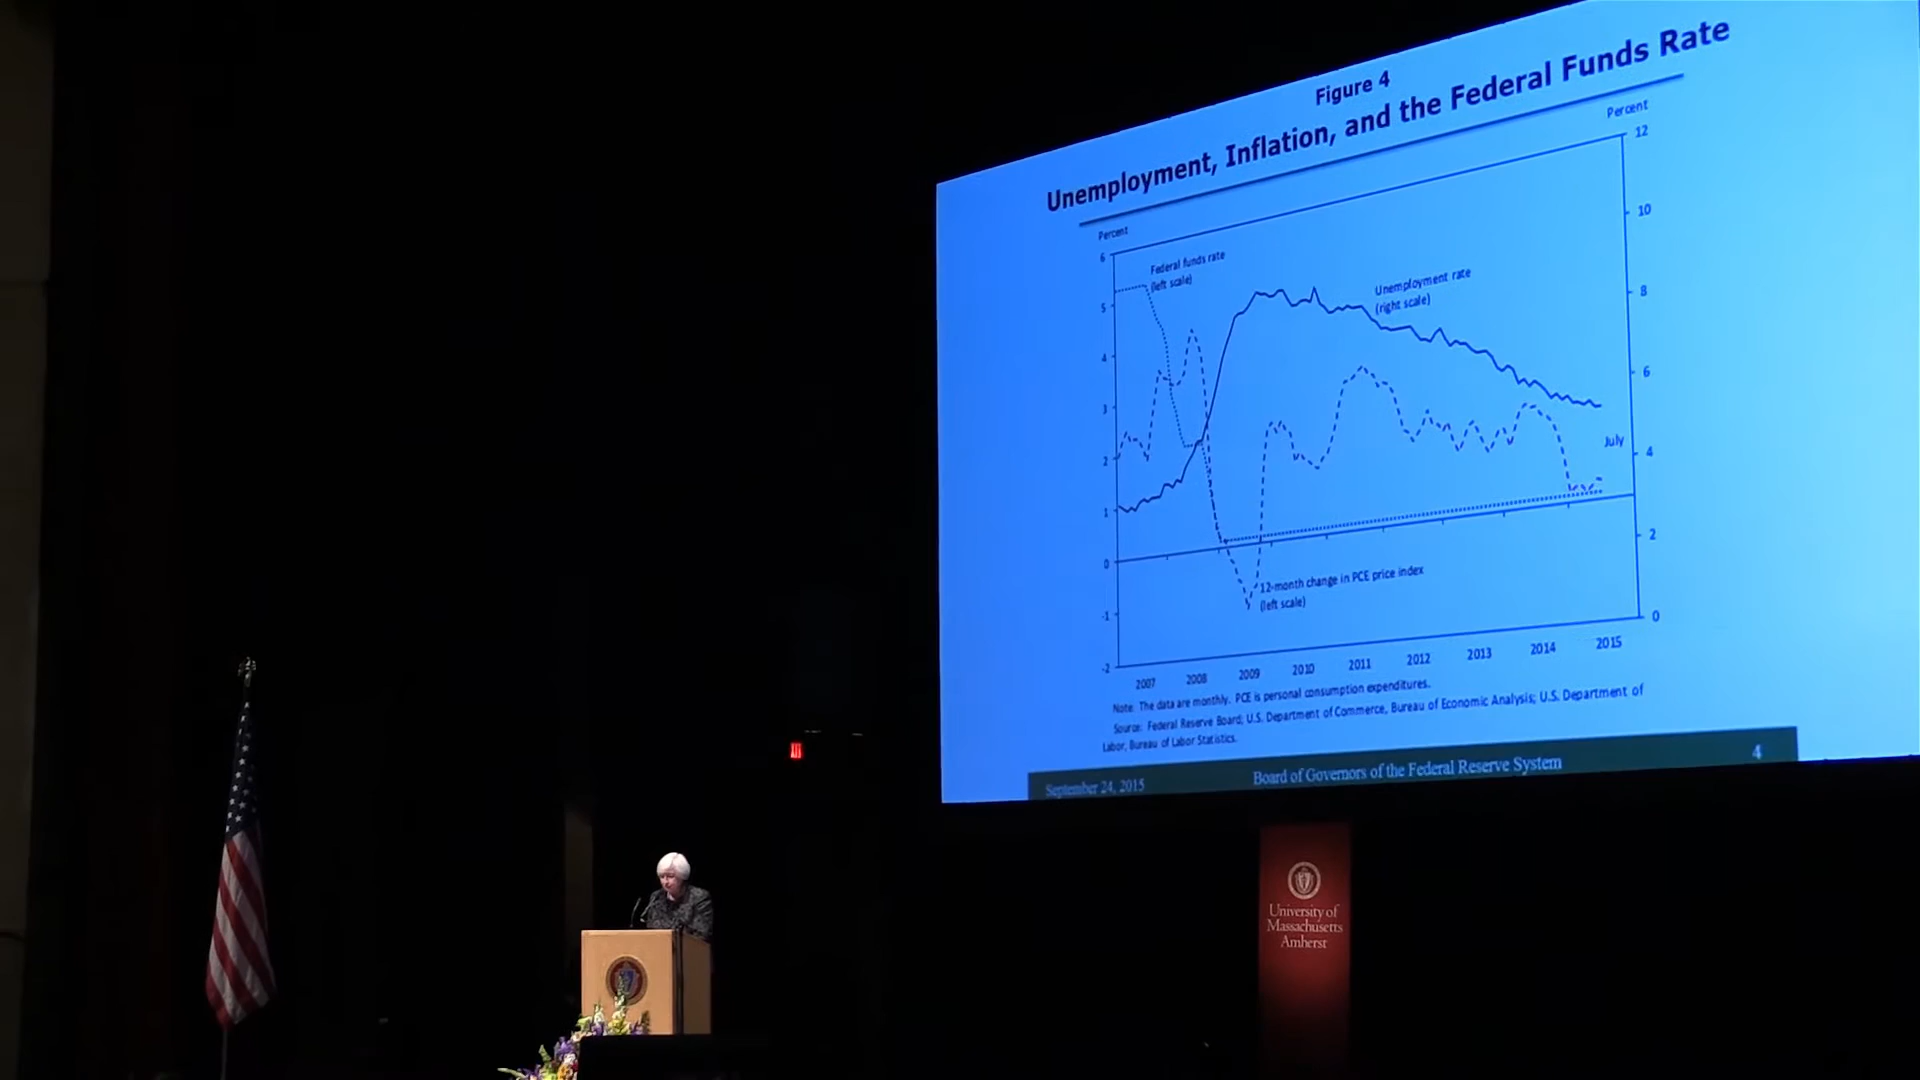 Figure 4
Unemployment, Inflation, and the Federal Funds Rate
Percent
Percent
6
5
4
3
2
1
0
-1
-2
12
10
8
6
4
2
0
Federal funds rate
(left scale)
Unemployment rate
(right scale)
July
12-month change in PCE price index
(left scale)
2007 2008 2009 2010 2011 2012 2013 2014 2015
Note. The data are monthly. PCE is personal consumption expenditures.
Source: Federal Reserve Board; U.S. Department of Commerce, Bureau of Economic Analysis; U.S. Department of
Labor, Bureau of Labor Statistics.
September 24, 2015 Board of Governors of the Federal Reserve System 4
University of
Massachusetts
Amherst